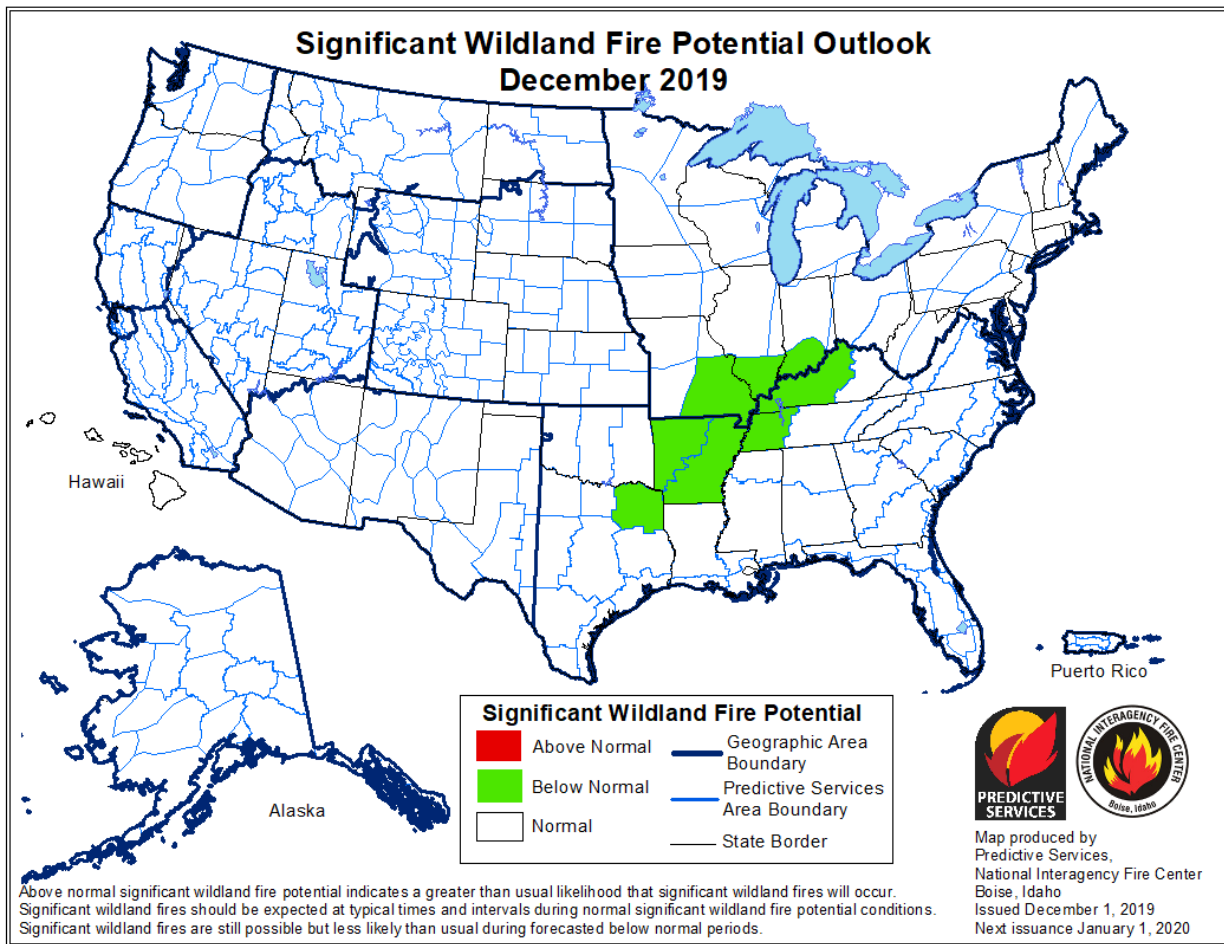 Significant Wildland Fire Potential Outlook
December 2019
Hawaii
Alaska
Puerto Rico
Significant Wildland Fire Potential
Above Normal
Below Normal
Normal
Geographic Area
Boundary
Predictive Services
Area Boundary
State Border
PREDICTIVE
SERVICES
NATIONAL INTERAGENCY FIRE CENTER
Boise, Idaho
Map produced by
Predictive Services,
National Interagency Fire Center
Boise, Idaho
Issued December 1, 2019
Next issuance January 1, 2020
Above normal significant wildland fire potential indicates a greater than usual likelihood that significant wildland fires will occur.
Significant wildland fires should be expected at typical times and intervals during normal significant wildland fire potential conditions.
Significant wildland fires are still possible but less likely than usual during forecasted below normal periods.